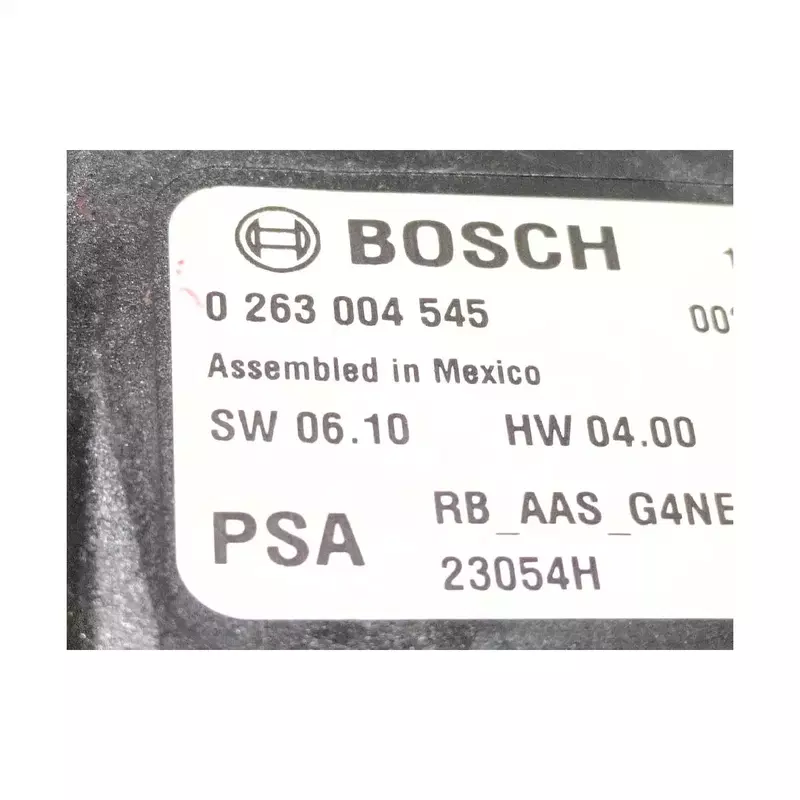 BOSCH
0 263 004 545
Assembled in Mexico
SW 06.10 HW 04.00
PSA RB_AAS_G4NE
23054H